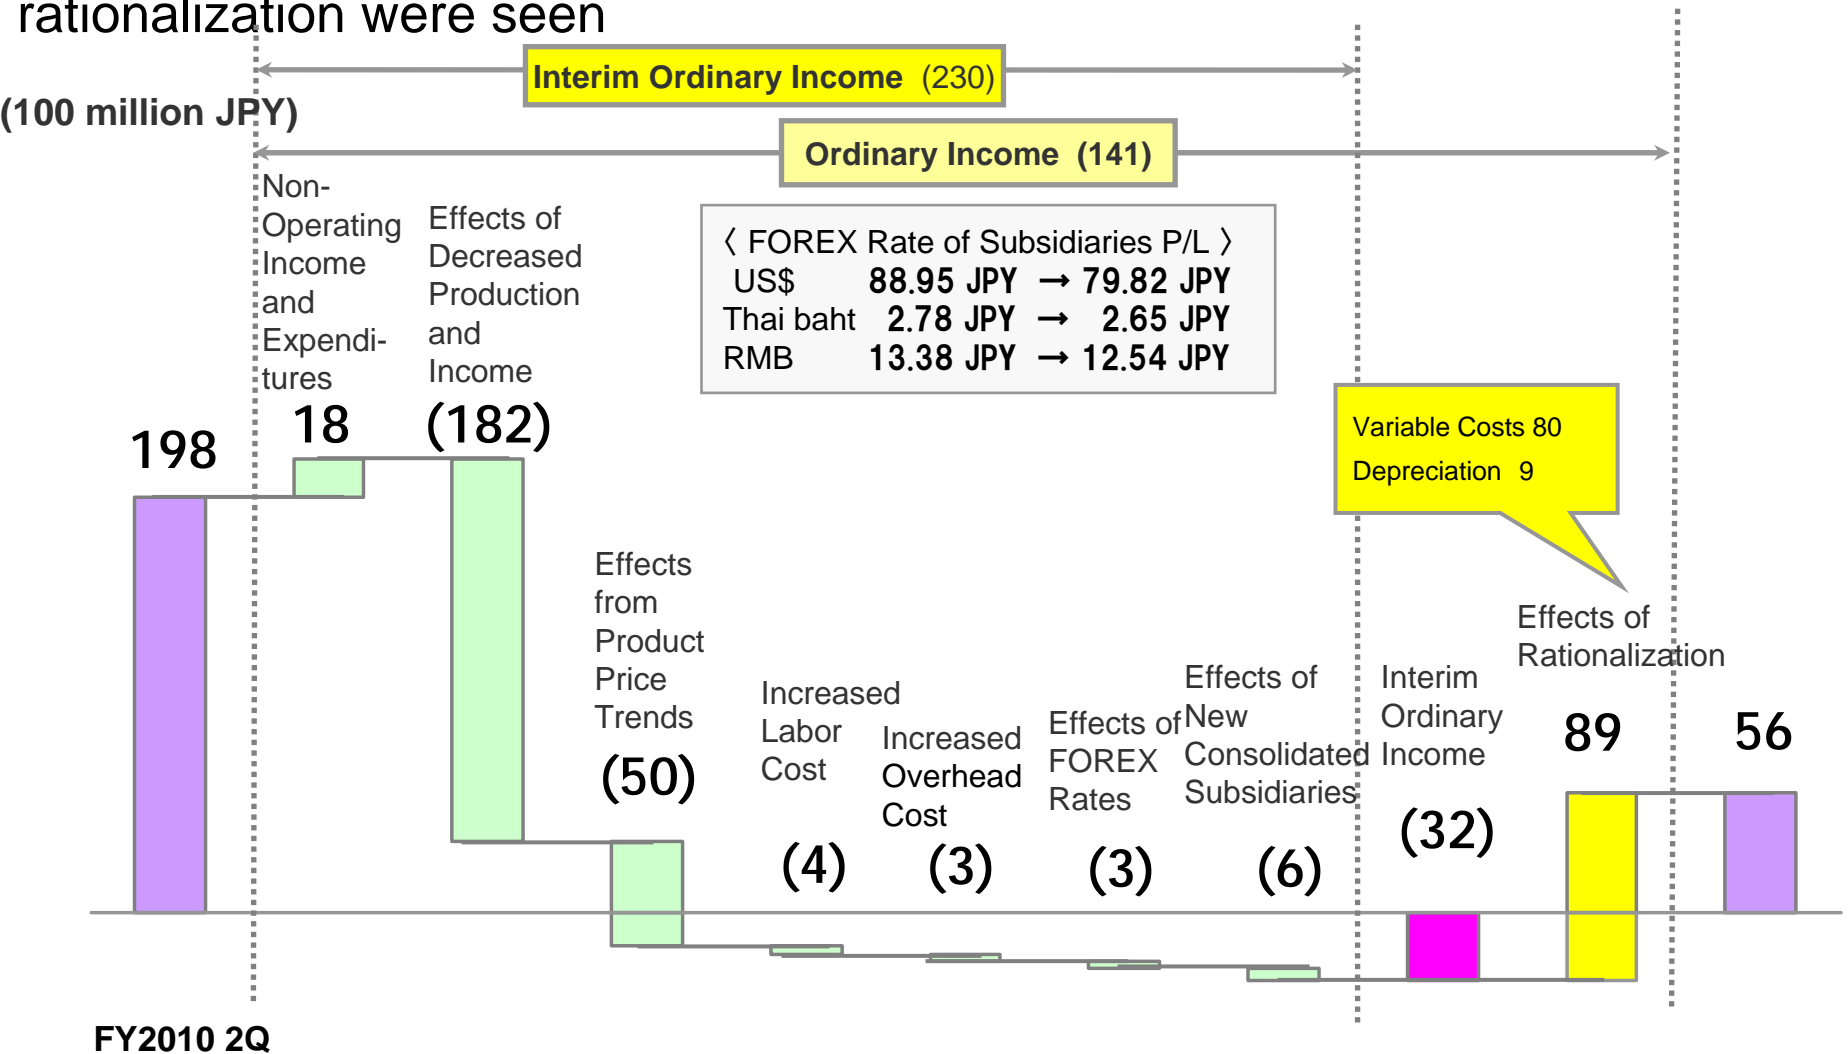 rationalization were seen
Interim Ordinary Income (230)
(100 million JPY)
Ordinary Income (141)
Non-
Operating
Income
and
Expendi-
tures
18
Effects of
Decreased
Production
and
Income
(182)
〈 FOREX Rate of Subsidiaries P/L 〉
US$ 88.95 JPY → 79.82 JPY
Thai baht 2.78 JPY → 2.65 JPY
RMB 13.38 JPY → 12.54 JPY
198
Variable Costs 80
Depreciation 9
Effects
from
Product
Price
Trends
(50)
Increased
Labor
Cost
(4)
Increased
Overhead
Cost
(3)
Effects of
FOREX
Rates
(3)
Effects of
New
Consolidated
Subsidiaries
(6)
Interim
Ordinary
Income
(32)
Effects of
Rationalization
89
56
FY2010 2Q